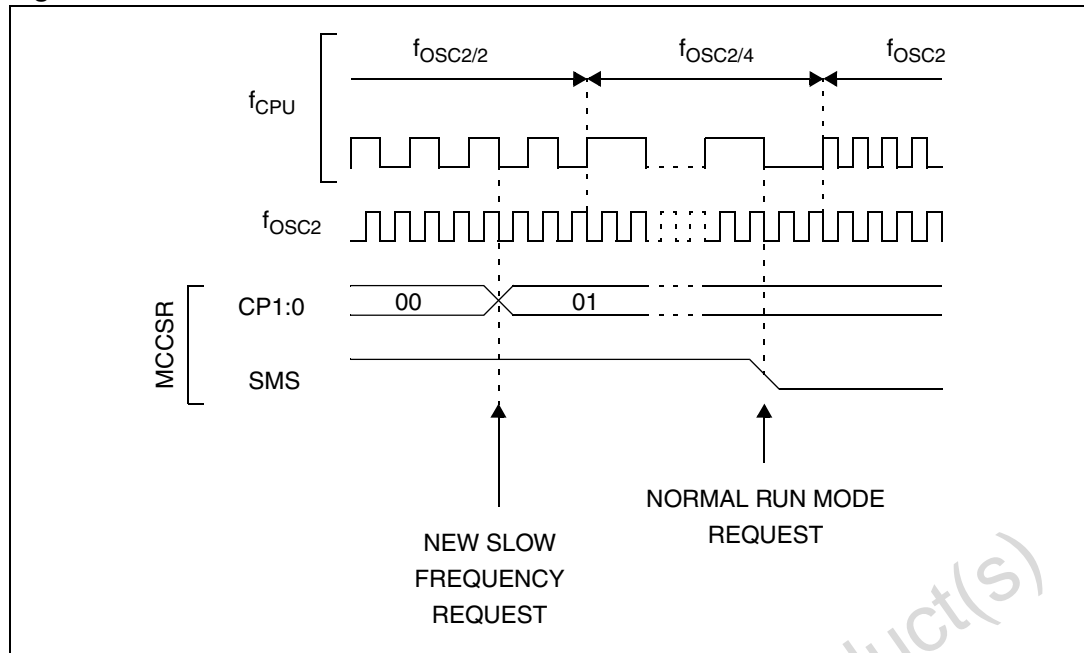 fOSC2/2
fOSC2/4
fOSC2
fCPU
fOSC2
MCCSR
CP1:0
00
01
SMS
NEW SLOW
FREQUENCY
REQUEST
NORMAL RUN MODE
REQUEST